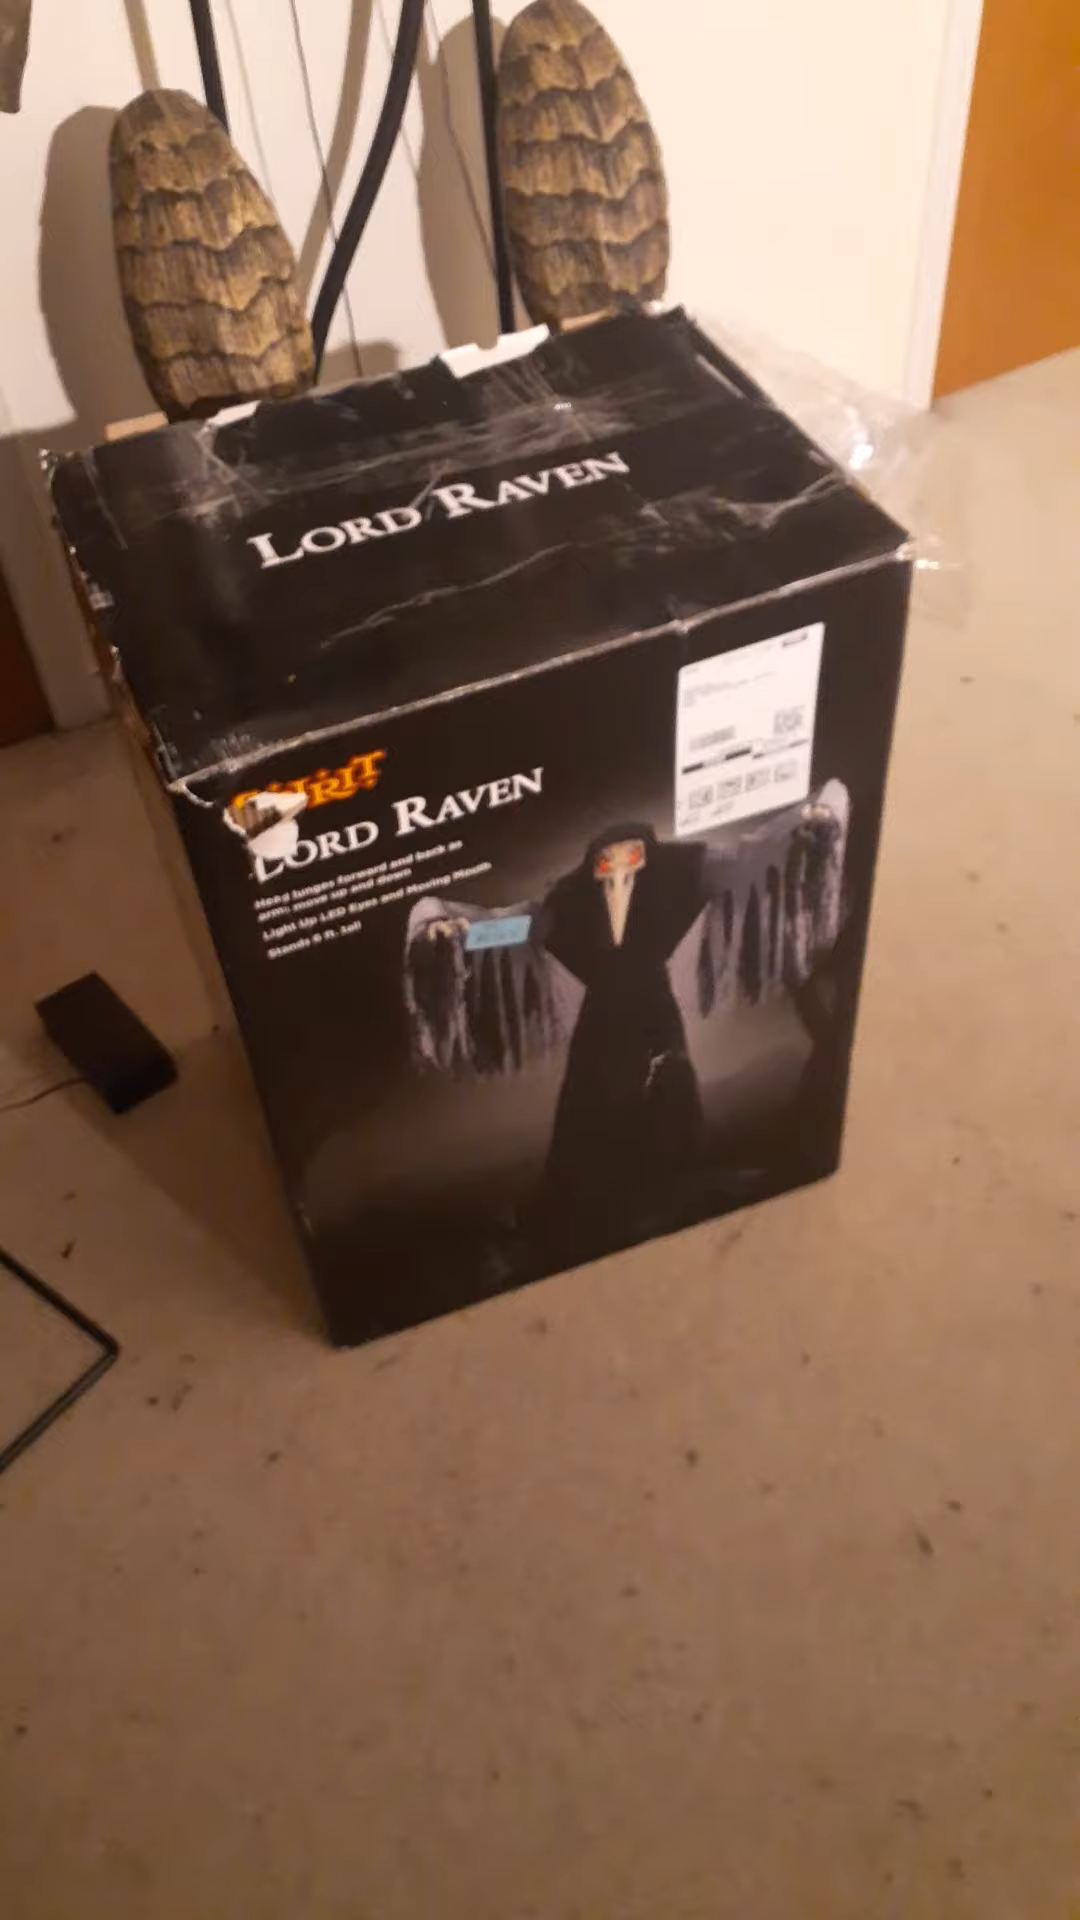 LORD RAVEN
SPIRIT
LORD RAVEN
Head lunges forward and back as
arms move up and down
Light Up LED Eyes and Moving Mouth
Stands 6 ft. tall